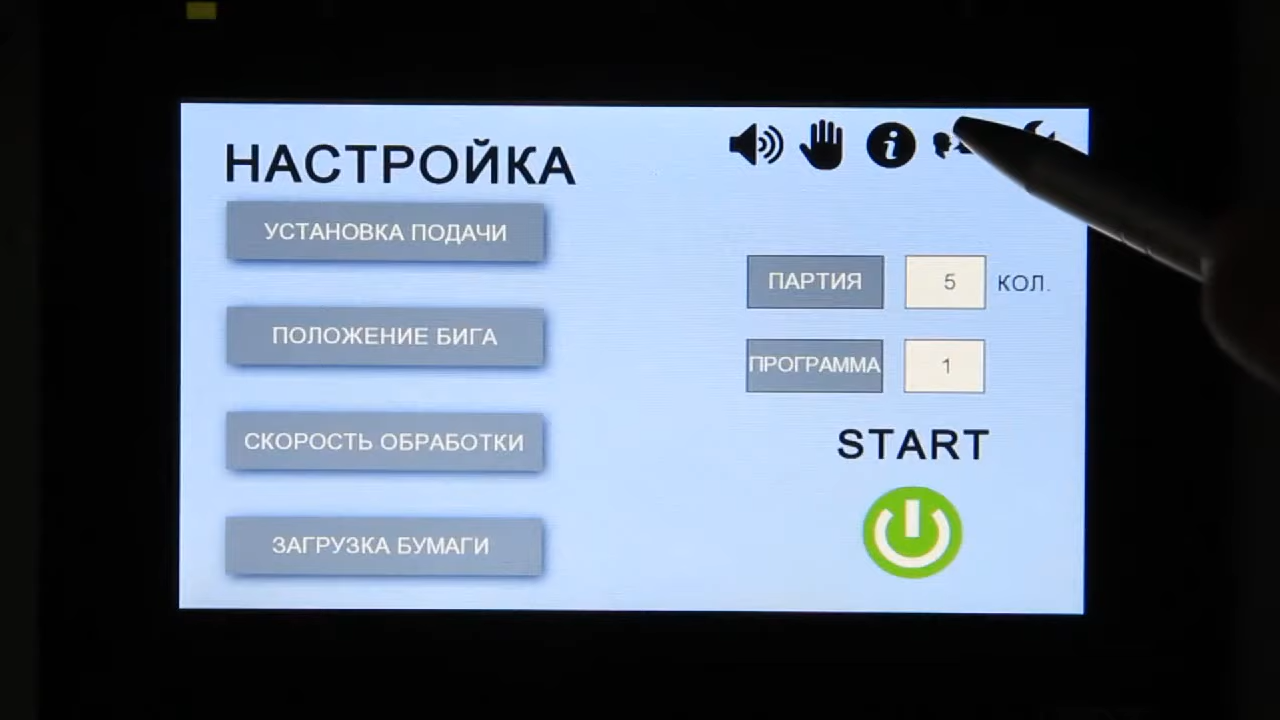 НАСТРОЙКА
УСТАНОВКА ПОДАЧИ
ПОЛОЖЕНИЕ БИГА
СКОРОСТЬ ОБРАБОТКИ
ЗАГРУЗКА БУМАГИ
ПАРТИЯ 5 КОЛ.
ПРОГРАММА 1
START